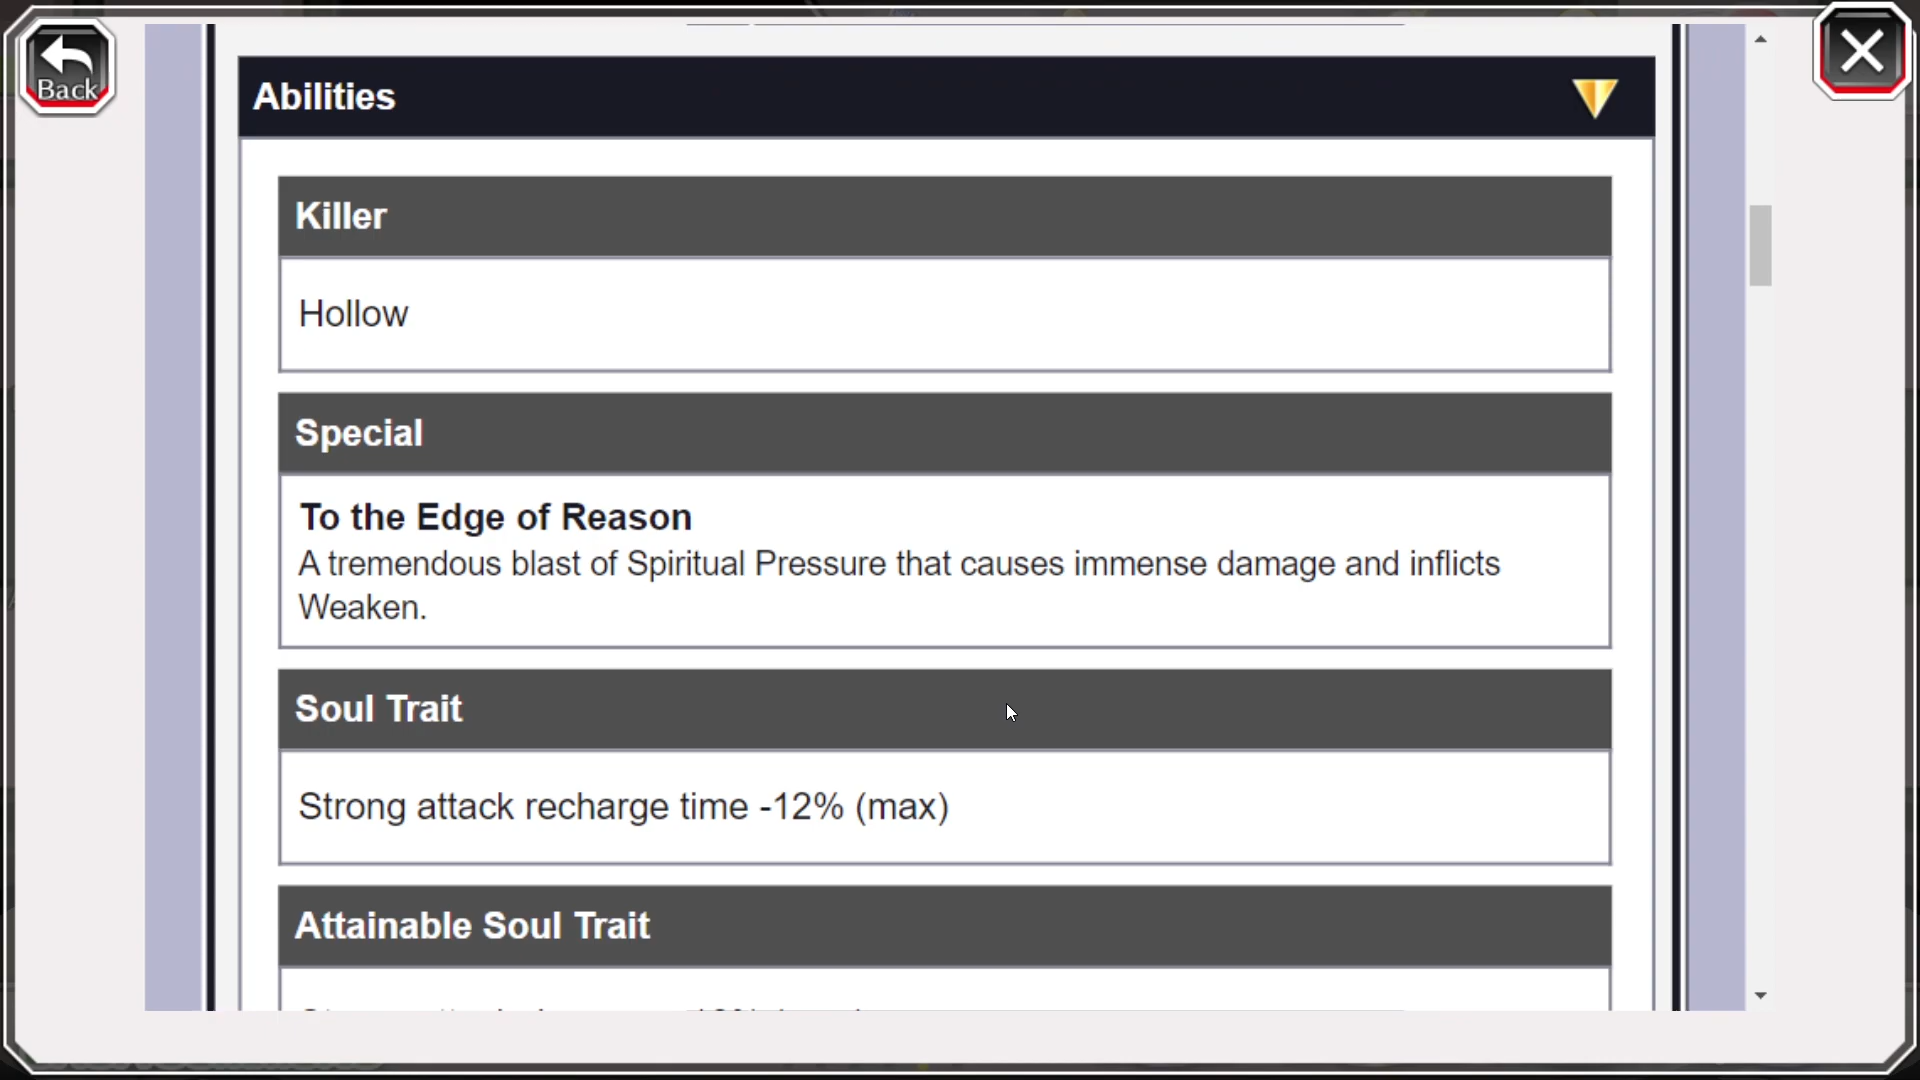 Back
Abilities
Killer
Hollow
Special
To the Edge of Reason
A tremendous blast of Spiritual Pressure that causes immense damage and inflicts
Weaken.
Soul Trait
Strong attack recharge time -12% (max)
Attainable Soul Trait